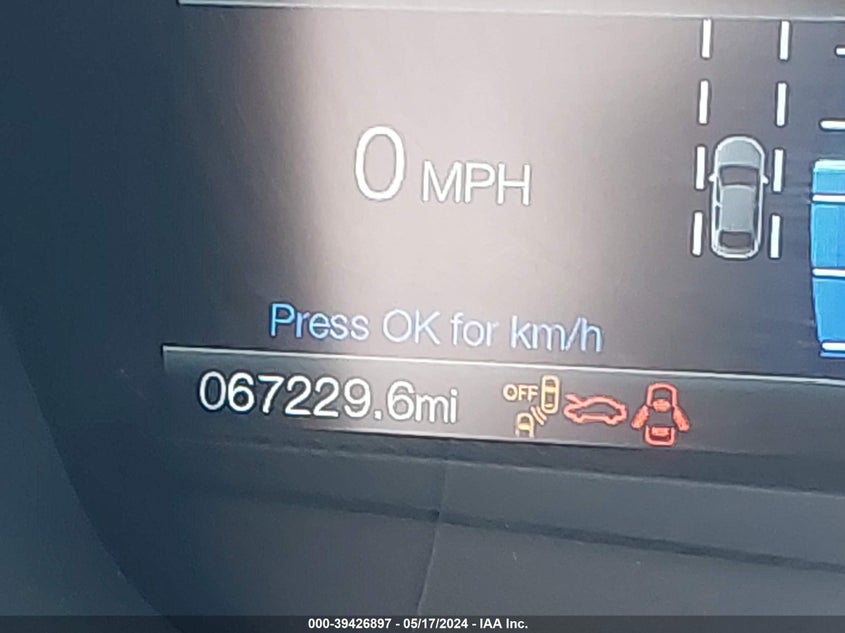 0 MPH
Press OK for km/h
067229.6mi OFF
000-39426897 - 05/17/2024 - IAA Inc.